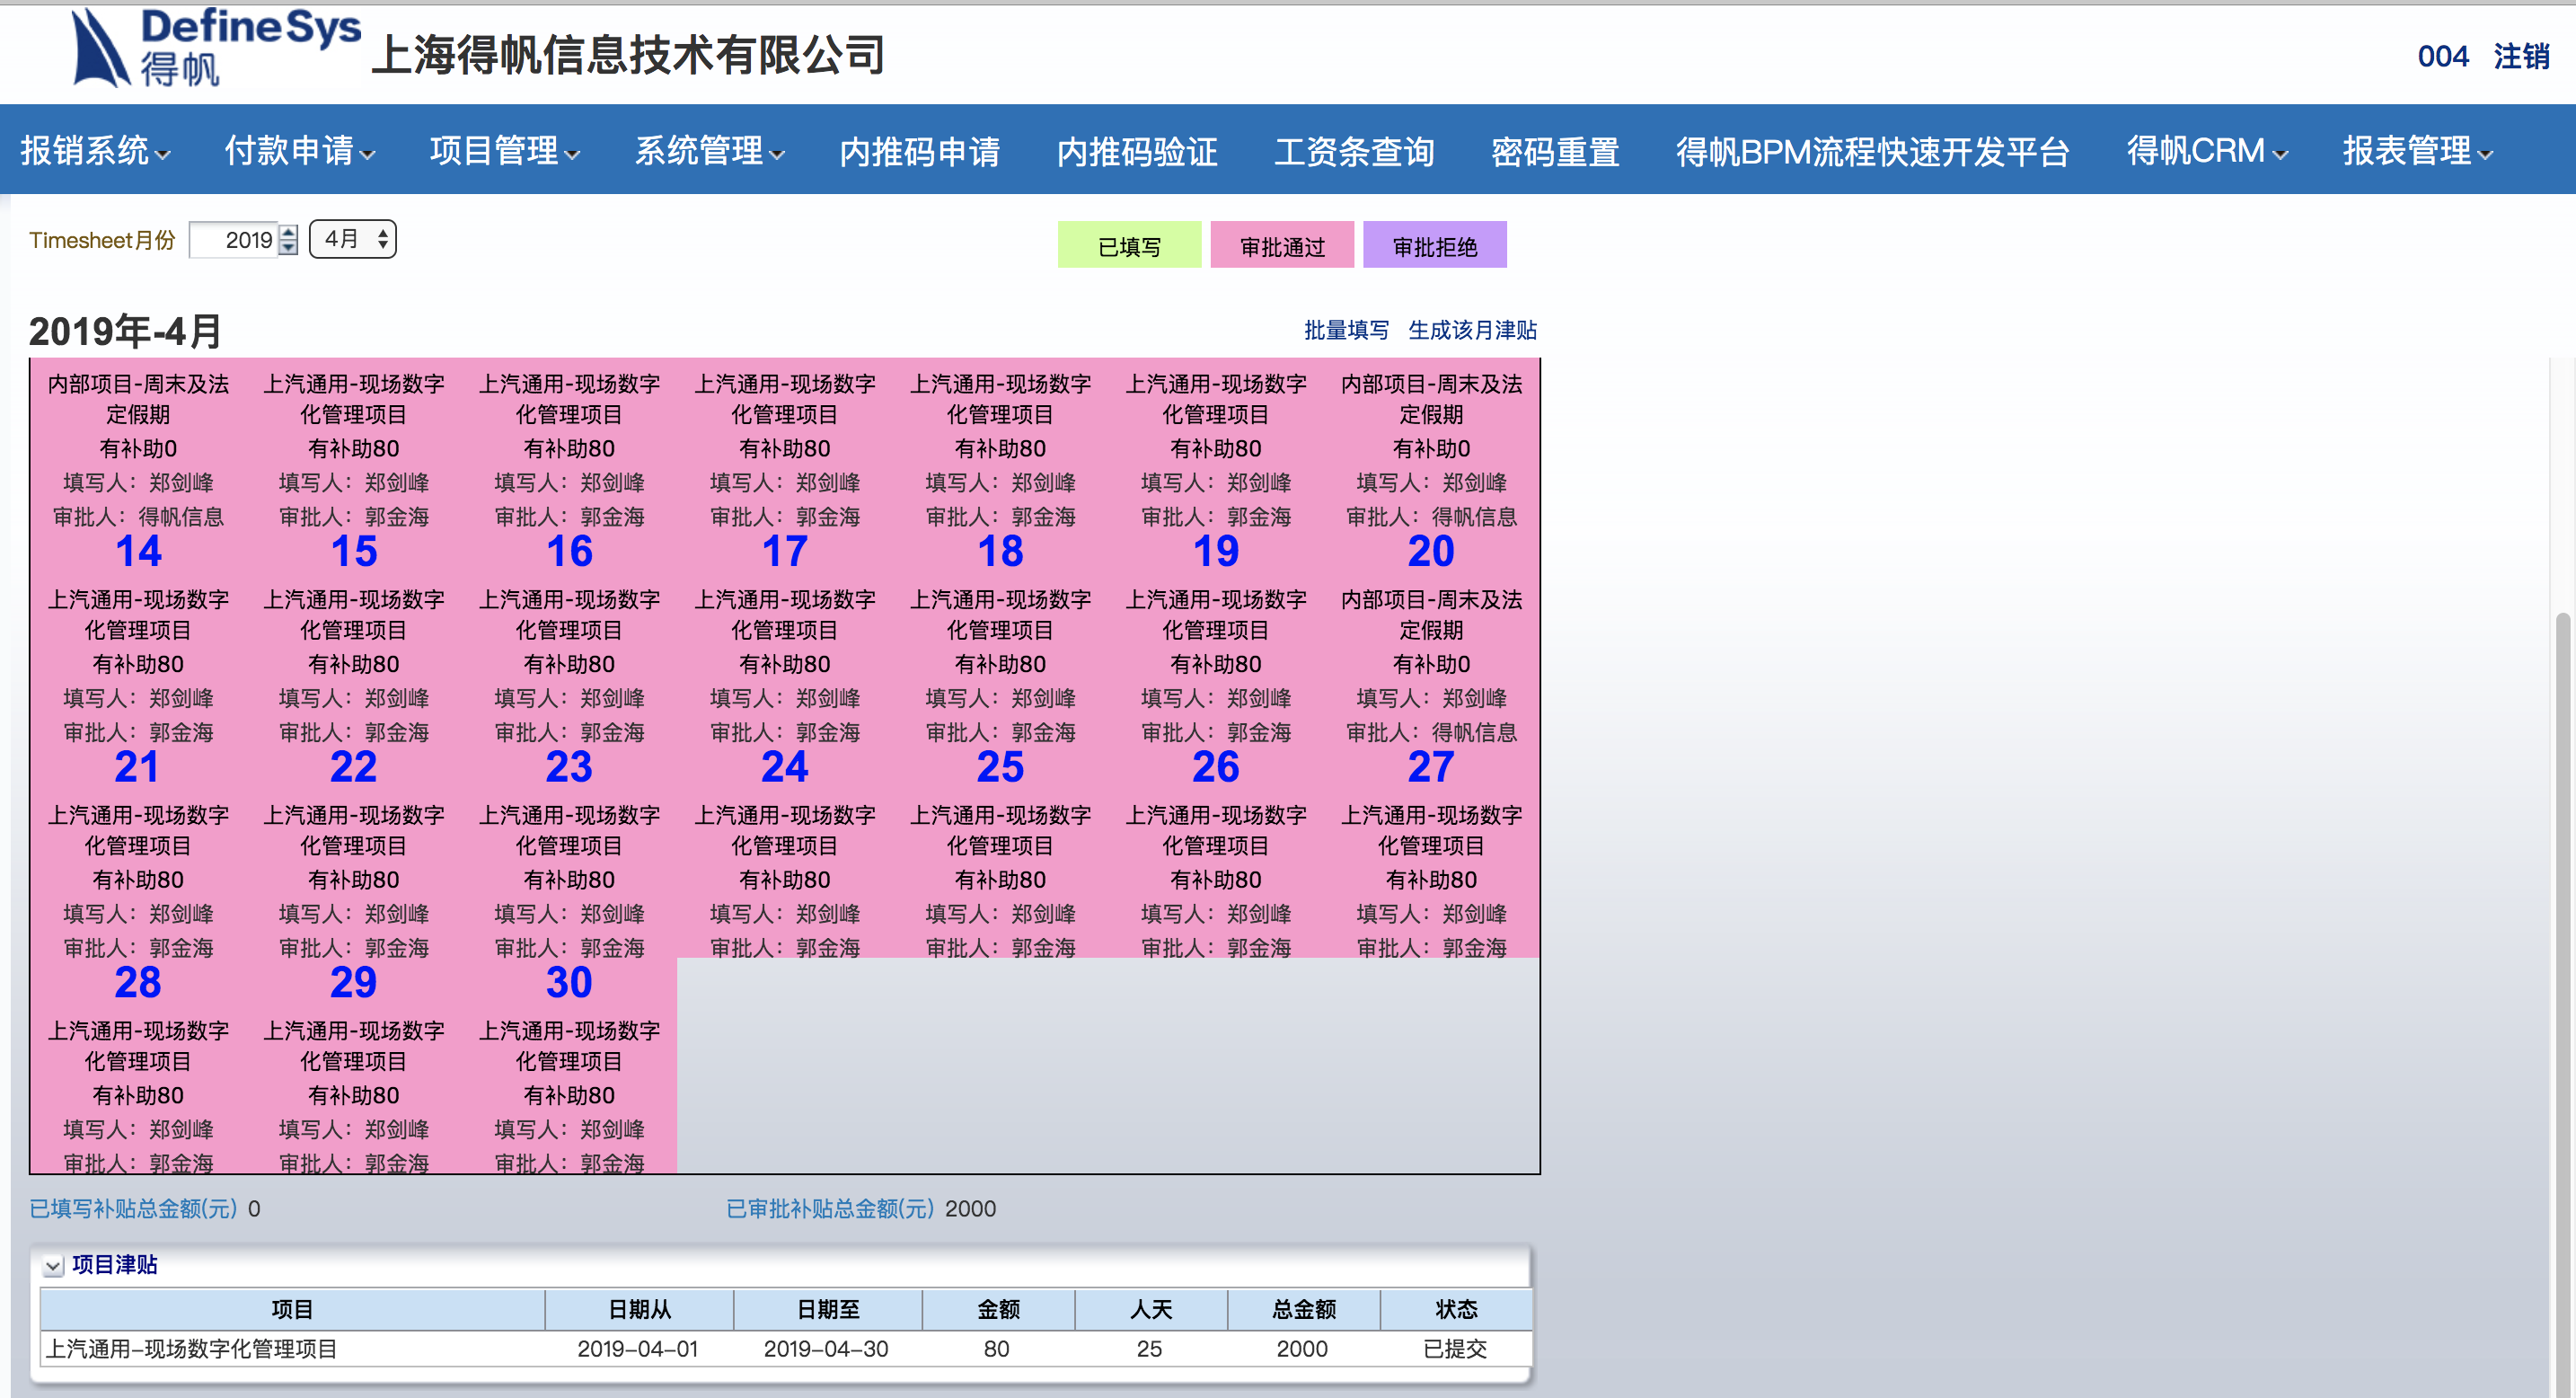 DefineSys
得帆
上海得帆信息技术有限公司
004 注销
报销系统 付款申请 项目管理 系统管理 内推码申请 内推码验证 工资条查询 密码重置 得帆BPM流程快速开发平台 得帆CRM 报表管理
Timesheet月份 2019 4月 已填写 审批通过 审批拒绝
2019年-4月 批量填写 生成该月津贴
内部项目-周末及法 上汽通用-现场数字 上汽通用-现场数字 上汽通用-现场数字 上汽通用-现场数字 上汽通用-现场数字 内部项目-周末及法
定假期 化管理项目 化管理项目 化管理项目 化管理项目 化管理项目 定假期
有补助0 有补助80 有补助80 有补助80 有补助80 有补助80 有补助0
填写人：郑剑峰 填写人：郑剑峰 填写人：郑剑峰 填写人：郑剑峰 填写人：郑剑峰 填写人：郑剑峰 填写人：郑剑峰
审批人：得帆信息 审批人：郭金海 审批人：郭金海 审批人：郭金海 审批人：郭金海 审批人：郭金海 审批人：得帆信息
14 15 16 17 18 19 20
上汽通用-现场数字 上汽通用-现场数字 上汽通用-现场数字 上汽通用-现场数字 上汽通用-现场数字 上汽通用-现场数字 内部项目-周末及法
化管理项目 化管理项目 化管理项目 化管理项目 化管理项目 化管理项目 定假期
有补助80 有补助80 有补助80 有补助80 有补助80 有补助80 有补助0
填写人：郑剑峰 填写人：郑剑峰 填写人：郑剑峰 填写人：郑剑峰 填写人：郑剑峰 填写人：郑剑峰 填写人：郑剑峰
审批人：郭金海 审批人：郭金海 审批人：郭金海 审批人：郭金海 审批人：郭金海 审批人：郭金海 审批人：得帆信息
21 22 23 24 25 26 27
上汽通用-现场数字 上汽通用-现场数字 上汽通用-现场数字 上汽通用-现场数字 上汽通用-现场数字 上汽通用-现场数字 上汽通用-现场数字
化管理项目 化管理项目 化管理项目 化管理项目 化管理项目 化管理项目 化管理项目
有补助80 有补助80 有补助80 有补助80 有补助80 有补助80 有补助80
填写人：郑剑峰 填写人：郑剑峰 填写人：郑剑峰 填写人：郑剑峰 填写人：郑剑峰 填写人：郑剑峰 填写人：郑剑峰
审批人：郭金海 审批人：郭金海 审批人：郭金海 审批人：郭金海 审批人：郭金海 审批人：郭金海 审批人：郭金海
28 29 30
上汽通用-现场数字 上汽通用-现场数字 上汽通用-现场数字
化管理项目 化管理项目 化管理项目
有补助80 有补助80 有补助80
填写人：郑剑峰 填写人：郑剑峰 填写人：郑剑峰
审批人：郭金海 审批人：郭金海 审批人：郭金海
已填写补贴总金额(元) 0 已审批补贴总金额(元) 2000
项目津贴
项目 日期从 日期至 金额 人天 总金额 状态
上汽通用-现场数字化管理项目 2019-04-01 2019-04-30 80 25 2000 已提交